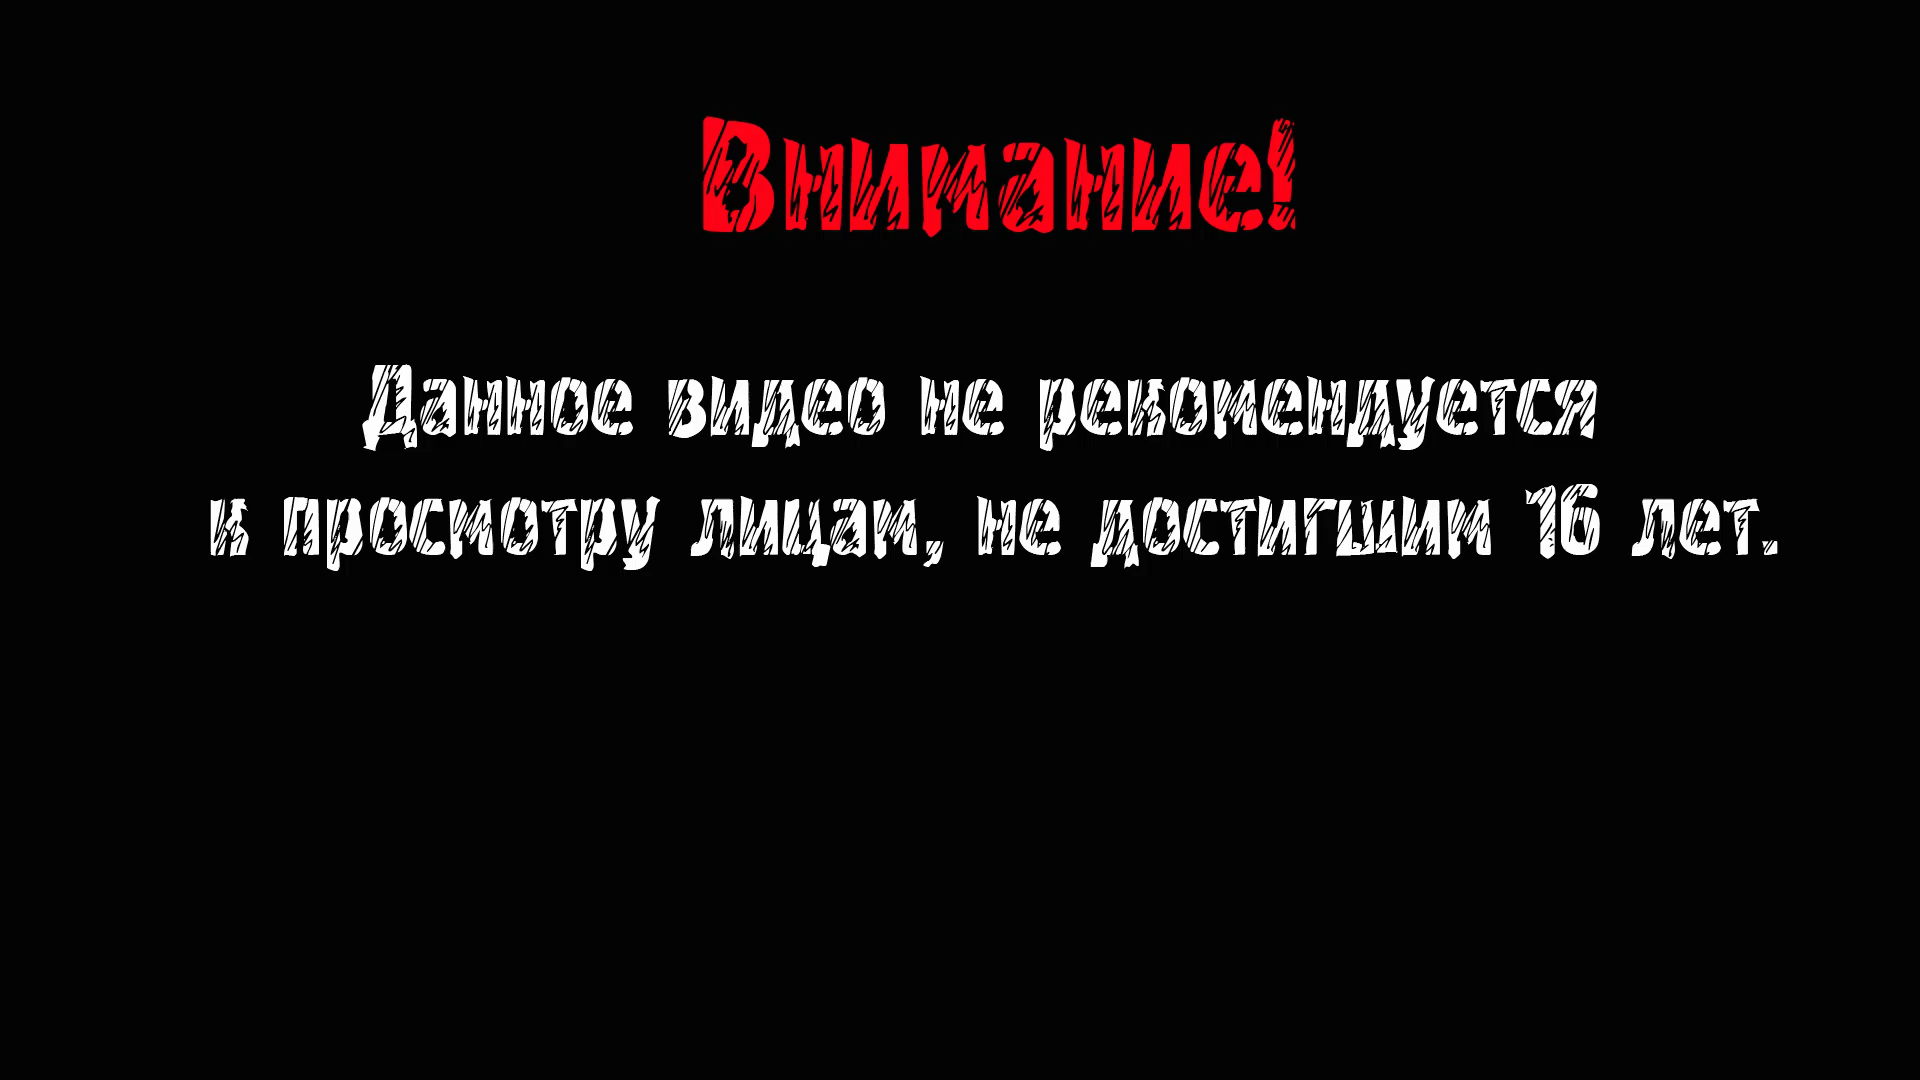 Внимание!
Данное видео не рекомендуется
к просмотру лицам, не достигшим 16 лет.